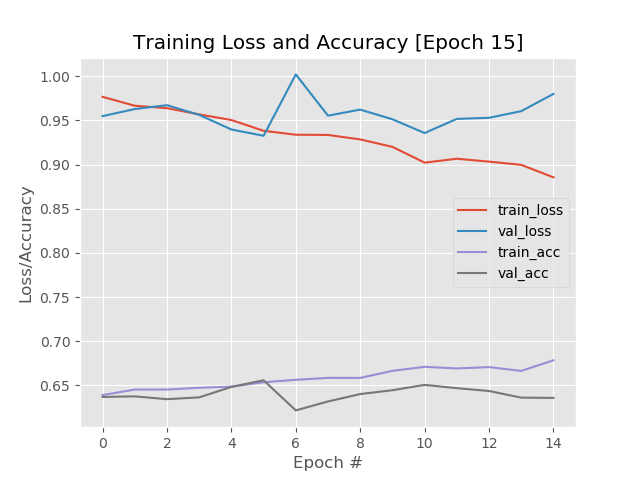 Training Loss and Accuracy [Epoch 15]
1.00
0.95
0.90
0.85
0.80
0.75
0.70
0.65
Loss/Accuracy
train_loss
val_loss
train_acc
val_acc
0 2 4 6 8 10 12 14
Epoch #